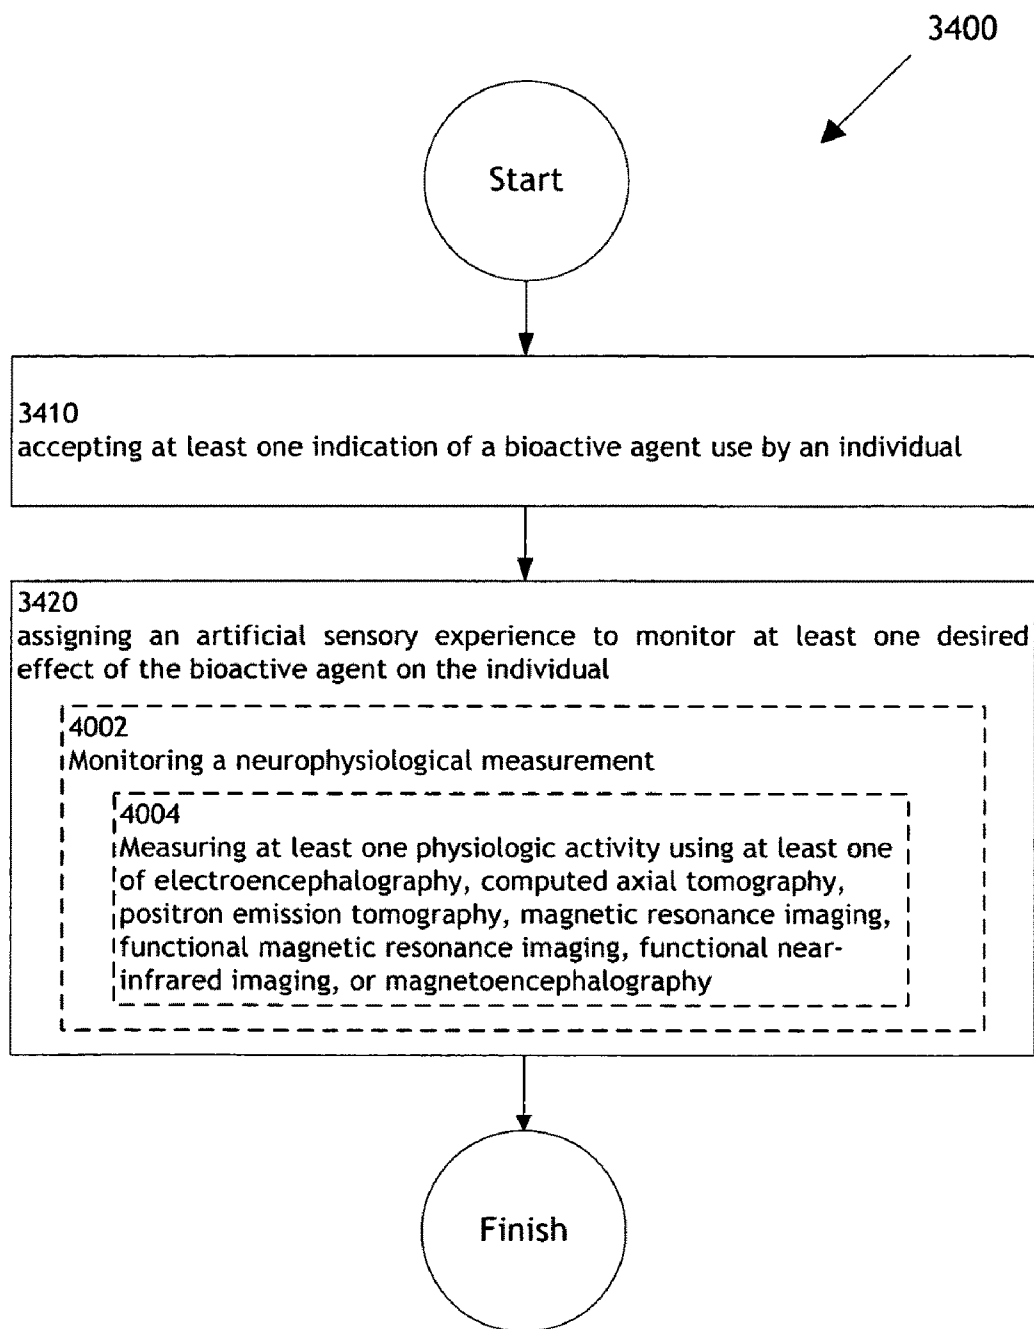 3400
Start
3410
accepting at least one indication of a bioactive agent use by an individual
3420
assigning an artificial sensory experience to monitor at least one desired
effect of the bioactive agent on the individual
4002
Monitoring a neurophysiological measurement
4004
Measuring at least one physiologic activity using at least one
of electroencephalography, computed axial tomography,
positron emission tomography, magnetic resonance imaging,
functional magnetic resonance imaging, functional near-
infrared imaging, or magnetoencephalography
Finish